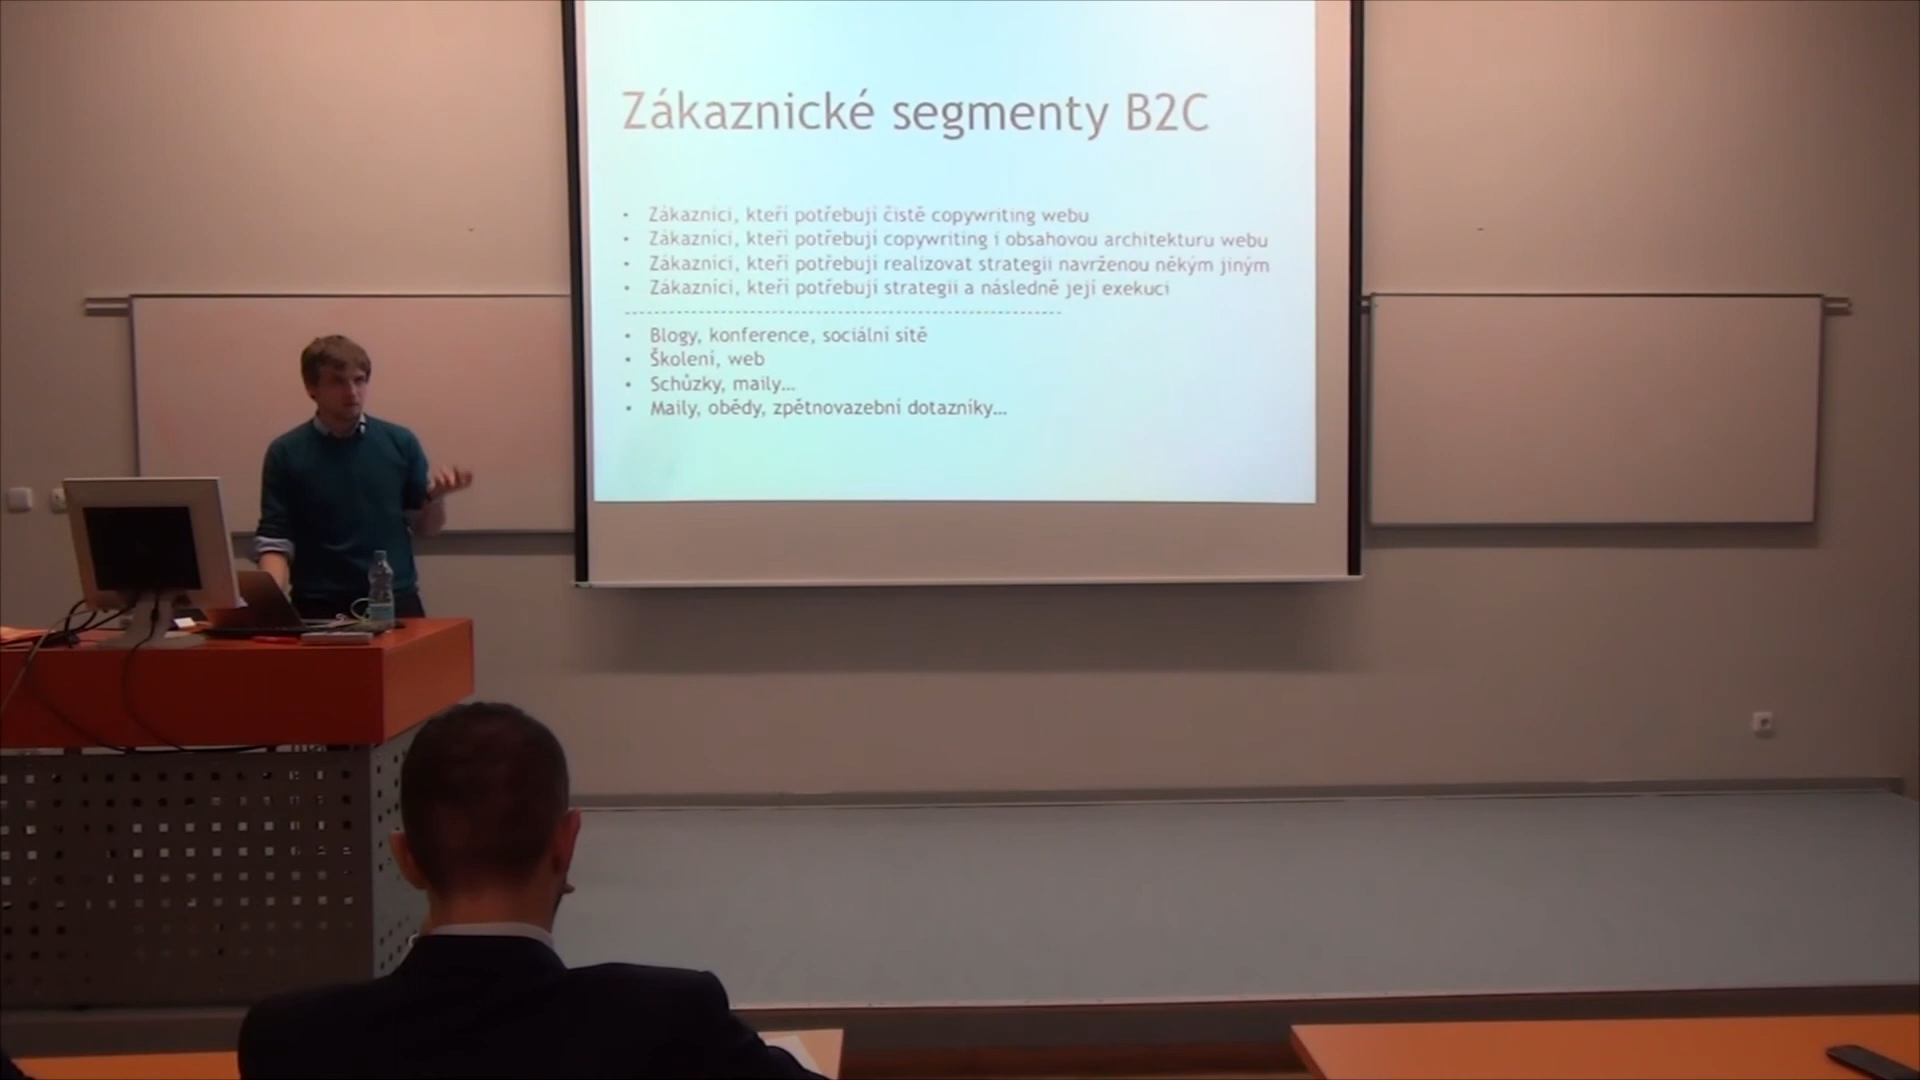 Zákaznické segmenty B2C
• Zákazníci, kteří potřebují čistě copywriting webu
• Zákazníci, kteří potřebují copywriting i obsahovou architekturu webu
• Zákazníci, kteří potřebují realizovat strategii navrženou někým jiným
• Zákazníci, kteří potřebují strategii a následně její exekuci
--------------------------------------------------
• Blogy, konference, sociální sítě
• Školení, web
• Schůzky, maily…
• Maily, obědy, zpětnovazební dotazníky…